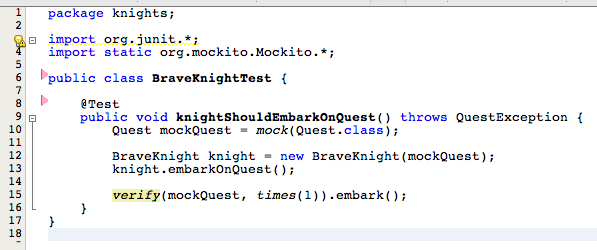 1 package knights;
2
import org.junit.*;
4 import static org.mockito.Mockito.*;
5
6 public class BraveKnightTest {
7
8 @Test
9 public void knightShouldEmbarkOnQuest() throws QuestException {
10 Quest mockQuest = mock(Quest.class);
11
12 BraveKnight knight = new BraveKnight(mockQuest);
13 knight.embarkOnQuest();
14
15 verify(mockQuest, times(1)).embark();
16 }
17 }
18